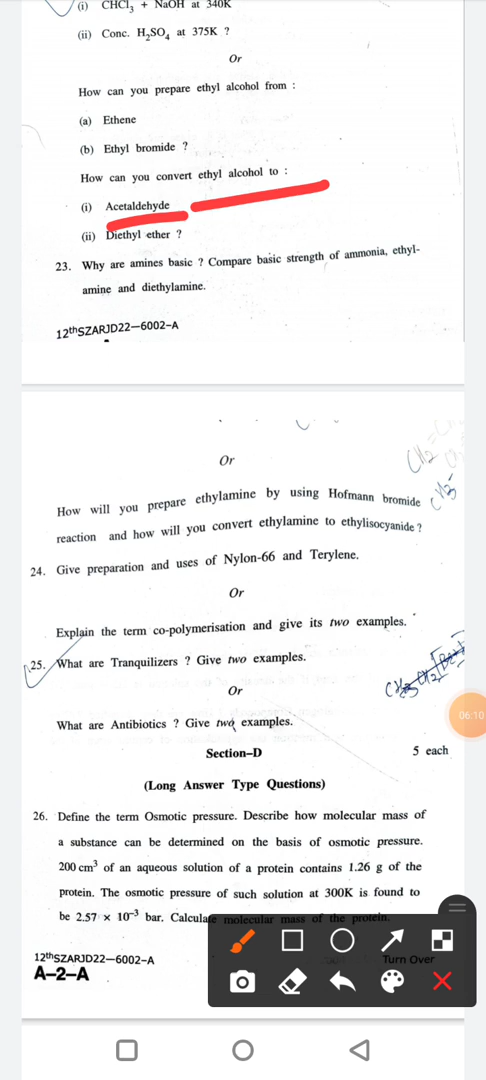 (i) CHCl₃ + NaOH at 340K
(ii) Conc. H₂SO₄ at 375K ?
Or
How can you prepare ethyl alcohol from :
(a) Ethene
(b) Ethyl bromide ?
How can you convert ethyl alcohol to :
(i) Acetaldehyde
(ii) Diethyl ether ?
23. Why are amines basic ? Compare basic strength of ammonia, ethyl-
amine and diethylamine.
12thSZARJD22—6002—A
Or
CH₂
How will you prepare ethylamine by using Hofmann bromide
CH₃
reaction and how will you convert ethylamine to ethylisocyanide ?
24. Give preparation and uses of Nylon-66 and Terylene.
Or
Explain the term co-polymerisation and give its two examples.
25. What are Tranquilizers ? Give two examples.
Or
What are Antibiotics ? Give two examples.
06:10
Section–D 5 each
(Long Answer Type Questions)
26. Define the term Osmotic pressure. Describe how molecular mass of
a substance can be determined on the basis of osmotic pressure.
200 cm³ of an aqueous solution of a protein contains 1.26 g of the
protein. The osmotic pressure of such solution at 300K is found to
be 2.57 × 10⁻³ bar. Calculate molecular mass of the protein.
12thSZARJD22—6002—A Turn Over
A–2–A